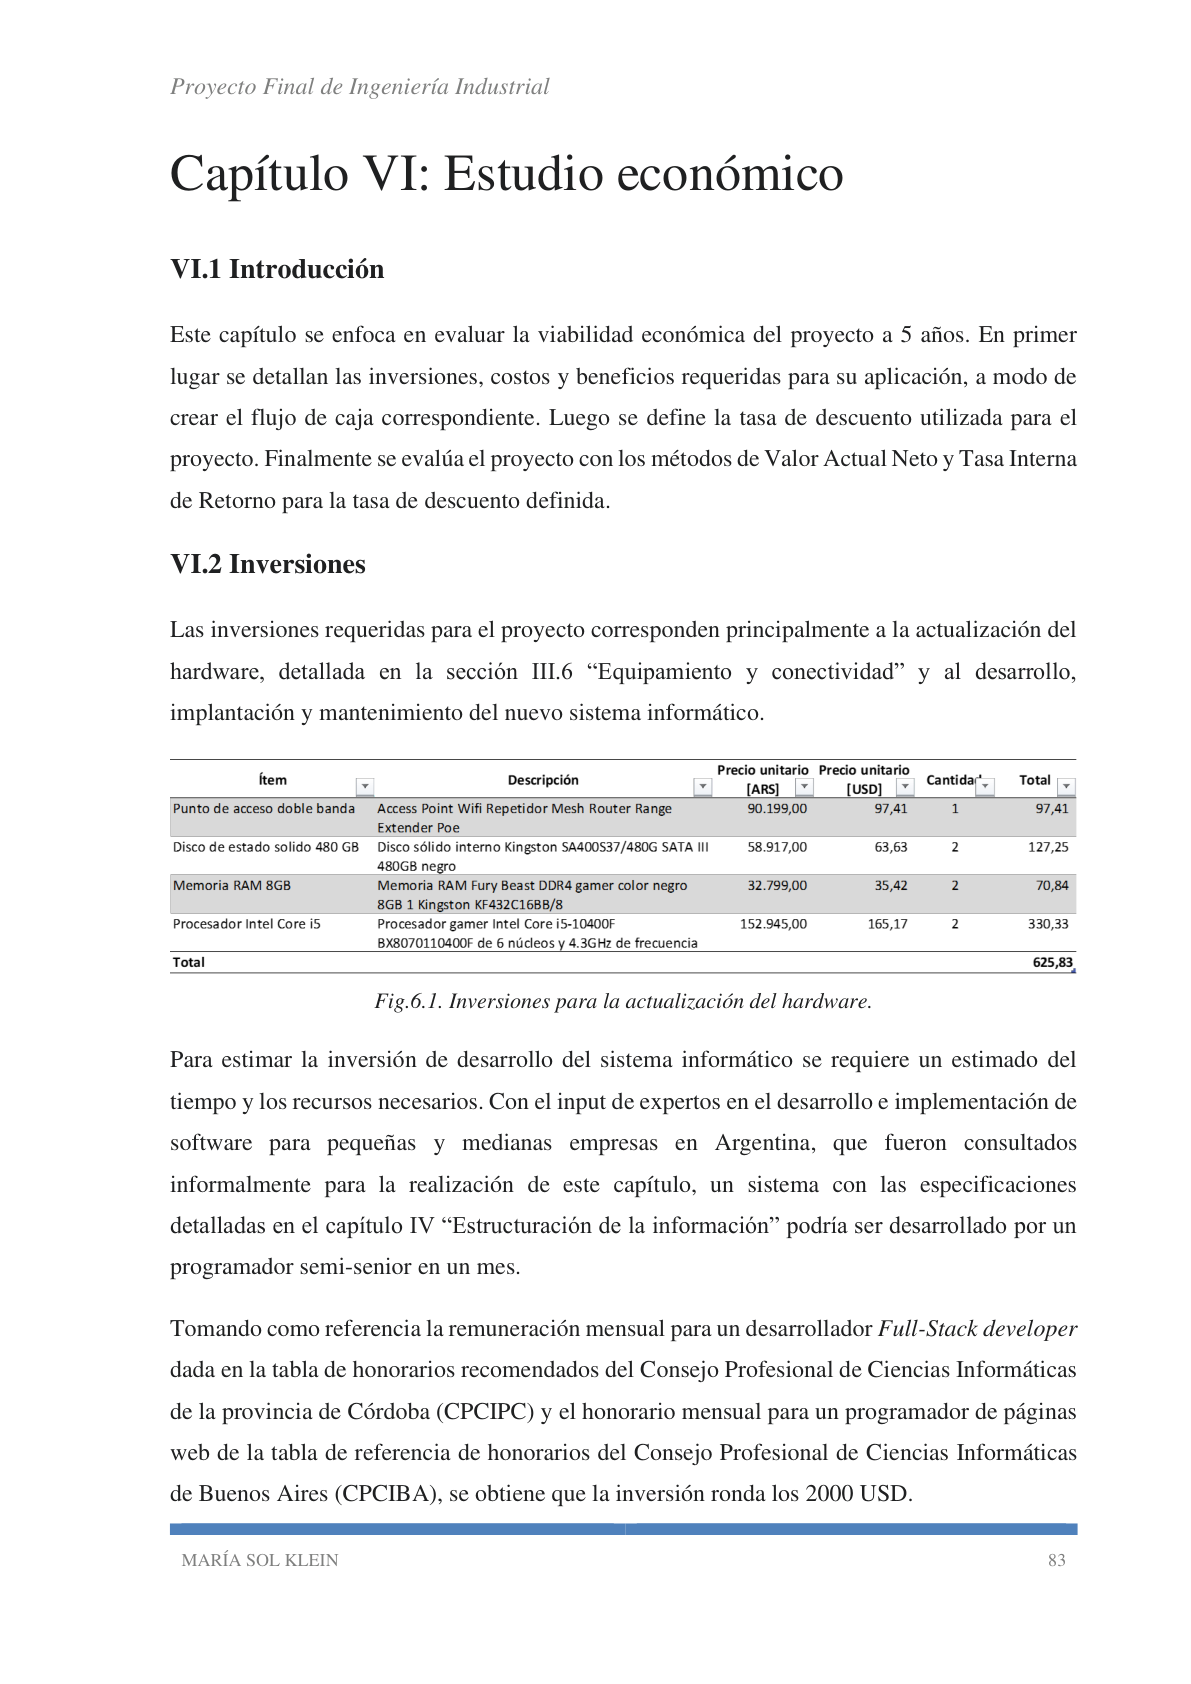 Proyecto Final de Ingeniería Industrial
Capítulo VI: Estudio económico
VI.1 Introducción
Este capítulo se enfoca en evaluar la viabilidad económica del proyecto a 5 años. En primer
lugar se detallan las inversiones, costos y beneficios requeridas para su aplicación, a modo de
crear el flujo de caja correspondiente. Luego se define la tasa de descuento utilizada para el
proyecto. Finalmente se evalúa el proyecto con los métodos de Valor Actual Neto y Tasa Interna
de Retorno para la tasa de descuento definida.
VI.2 Inversiones
Las inversiones requeridas para el proyecto corresponden principalmente a la actualización del
hardware, detallada en la sección III.6 “Equipamiento y conectividad” y al desarrollo,
implantación y mantenimiento del nuevo sistema informático.
Ítem Descripción Precio unitario [ARS] Precio unitario [USD] Cantidad Total
Punto de acceso doble banda Access Point Wifi Repetidor Mesh Router Range 90.199,00 97,41 1 97,41
Extender Poe
Disco de estado solido 480 GB Disco sólido interno Kingston SA400S37/480G SATA III 58.917,00 63,63 2 127,25
480GB negro
Memoria RAM 8GB Memoria RAM Fury Beast DDR4 gamer color negro 32.799,00 35,42 2 70,84
8GB 1 Kingston KF432C16BB/8
Procesador Intel Core i5 Procesador gamer Intel Core i5-10400F 152.945,00 165,17 2 330,33
BX8070110400F de 6 núcleos y 4.3GHz de frecuencia
Total 625,83
Fig.6.1. Inversiones para la actualización del hardware.
Para estimar la inversión de desarrollo del sistema informático se requiere un estimado del
tiempo y los recursos necesarios. Con el input de expertos en el desarrollo e implementación de
software para pequeñas y medianas empresas en Argentina, que fueron consultados
informalmente para la realización de este capítulo, un sistema con las especificaciones
detalladas en el capítulo IV “Estructuración de la información” podría ser desarrollado por un
programador semi-senior en un mes.
Tomando como referencia la remuneración mensual para un desarrollador Full-Stack developer
dada en la tabla de honorarios recomendados del Consejo Profesional de Ciencias Informáticas
de la provincia de Córdoba (CPCIPC) y el honorario mensual para un programador de páginas
web de la tabla de referencia de honorarios del Consejo Profesional de Ciencias Informáticas
de Buenos Aires (CPCIBA), se obtiene que la inversión ronda los 2000 USD.
MARÍA SOL KLEIN 83